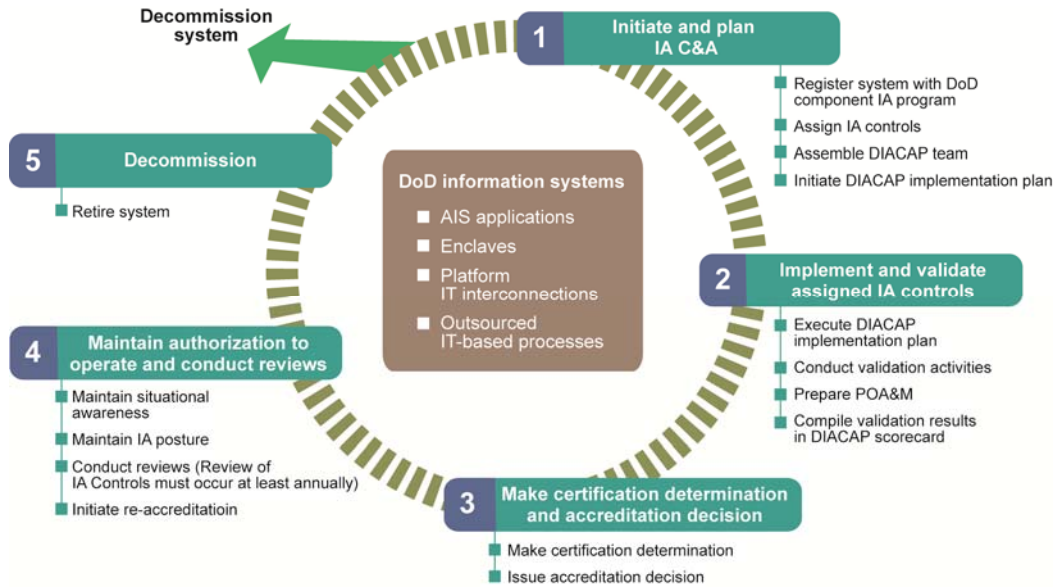 Decommission
system
1
Initiate and plan
IA C&A
Register system with DoD
component IA program
Assign IA controls
Assemble DIACAP team
Initiate DIACAP implementation plan
5
Decommission
Retire system
DoD information systems
AIS applications
Enclaves
Platform
IT interconnections
Outsourced
IT-based processes
2
Implement and validate
assigned IA controls
Execute DIACAP
implementation plan
Conduct validation activities
Prepare POA&M
Compile validation results
in DIACAP scorecard
4
Maintain authorization to
operate and conduct reviews
Maintain situational
awareness
Maintain IA posture
Conduct reviews (Review of
IA Controls must occur at least annually)
Initiate re-accreditatioin
3
Make certification determination
and accreditation decision
Make certification determination
Issue accreditation decision